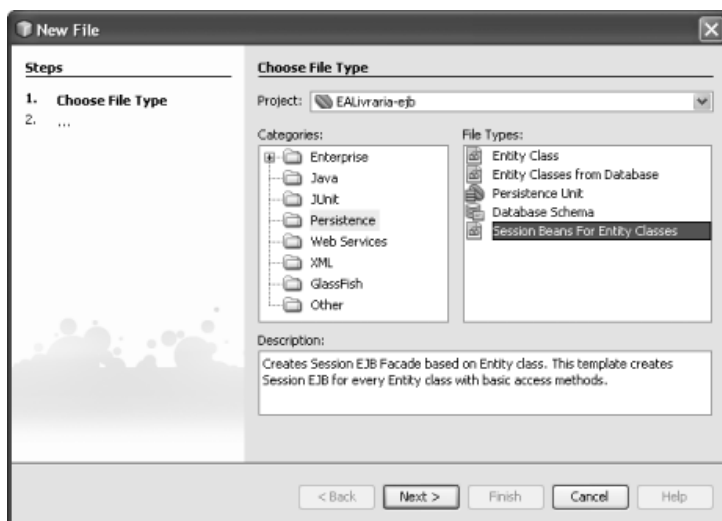 New File
Steps
1. Choose File Type
2. ...
Choose File Type
Project: EALivraria-ejb
Categories:
Enterprise
Java
JUnit
Persistence
Web Services
XML
GlassFish
Other
File Types:
Entity Class
Entity Classes from Database
Persistence Unit
Database Schema
Session Beans For Entity Classes
Description:
Creates Session EJB Facade based on Entity class. This template creates
Session EJB for every Entity class with basic access methods.
< Back Next > Finish Cancel Help